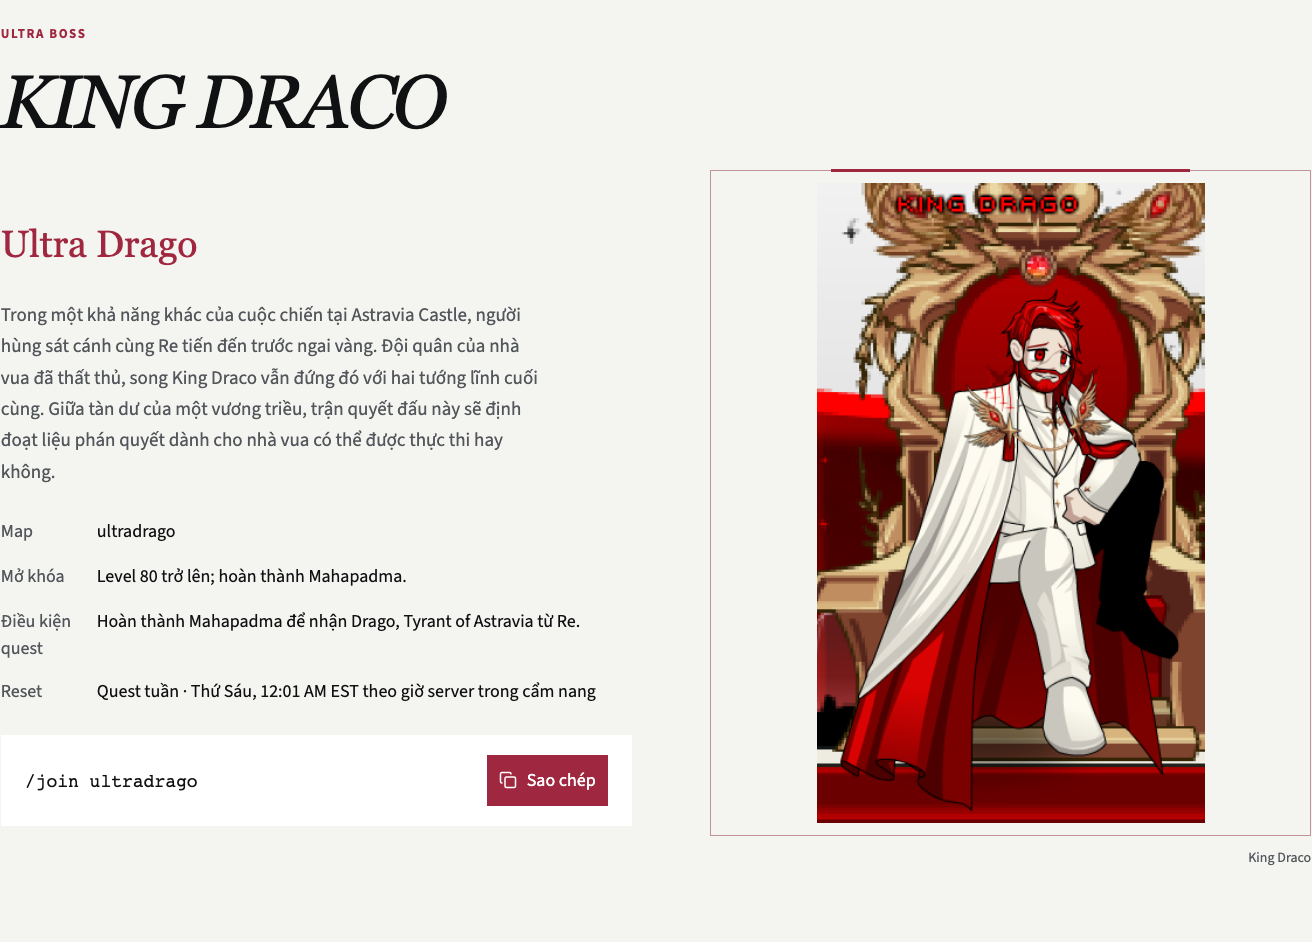 ULTRA BOSS
KING DRACO
Ultra Drago
Trong một khả năng khác của cuộc chiến tại Astravia Castle, người
hùng sát cánh cùng Re tiến đến trước ngai vàng. Đội quân của nhà
vua đã thất thủ, song King Draco vẫn đứng đó với hai tướng lĩnh cuối
cùng. Giữa tàn dư của một vương triều, trận quyết đấu này sẽ định
đoạt liệu phán quyết dành cho nhà vua có thể được thực thi hay
không.
Map ultradrago
Mở khóa Level 80 trở lên; hoàn thành Mahapadma.
Điều kiện Hoàn thành Mahapadma để nhận Drago, Tyrant of Astravia từ Re.
quest
Reset Quest tuần · Thứ Sáu, 12:01 AM EST theo giờ server trong cẩm nang
/join ultradrago Sao chép
KING DRAGO
King Draco